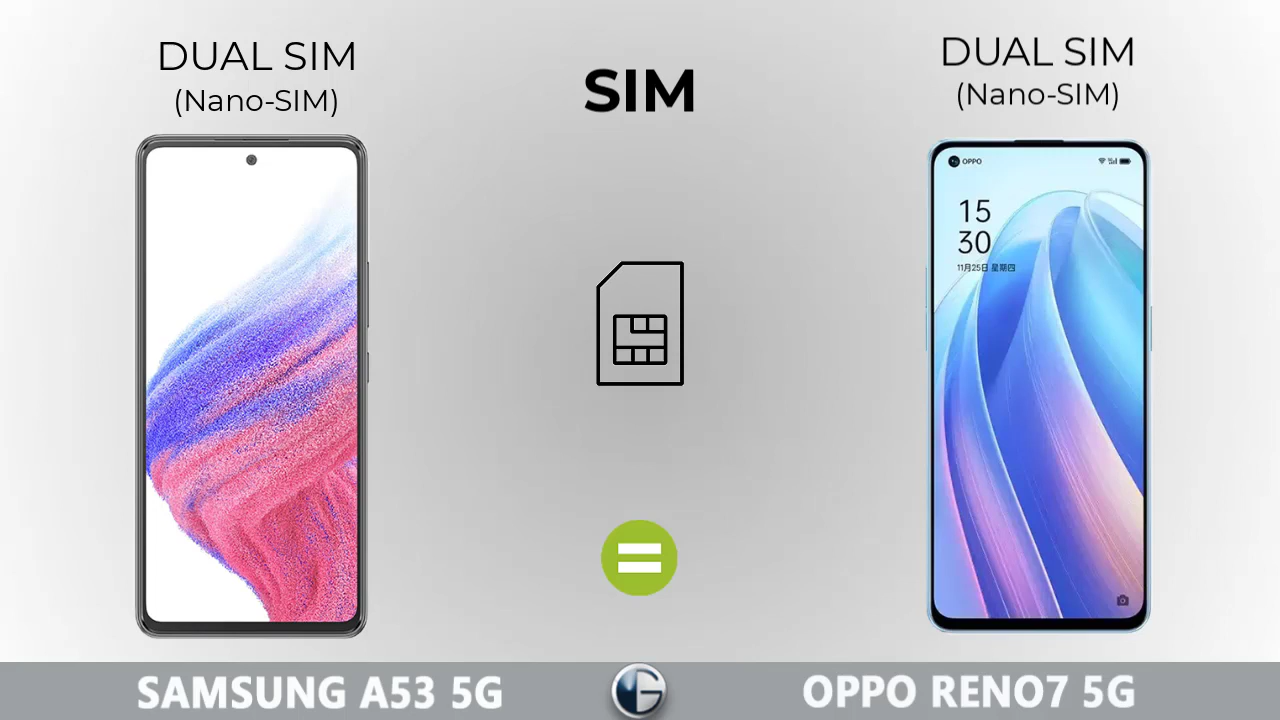 DUAL SIM
(Nano-SIM)
SIM
DUAL SIM
(Nano-SIM)
OPPO
15
30
11月25日 星期四
SAMSUNG A53 5G
G
OPPO RENO7 5G